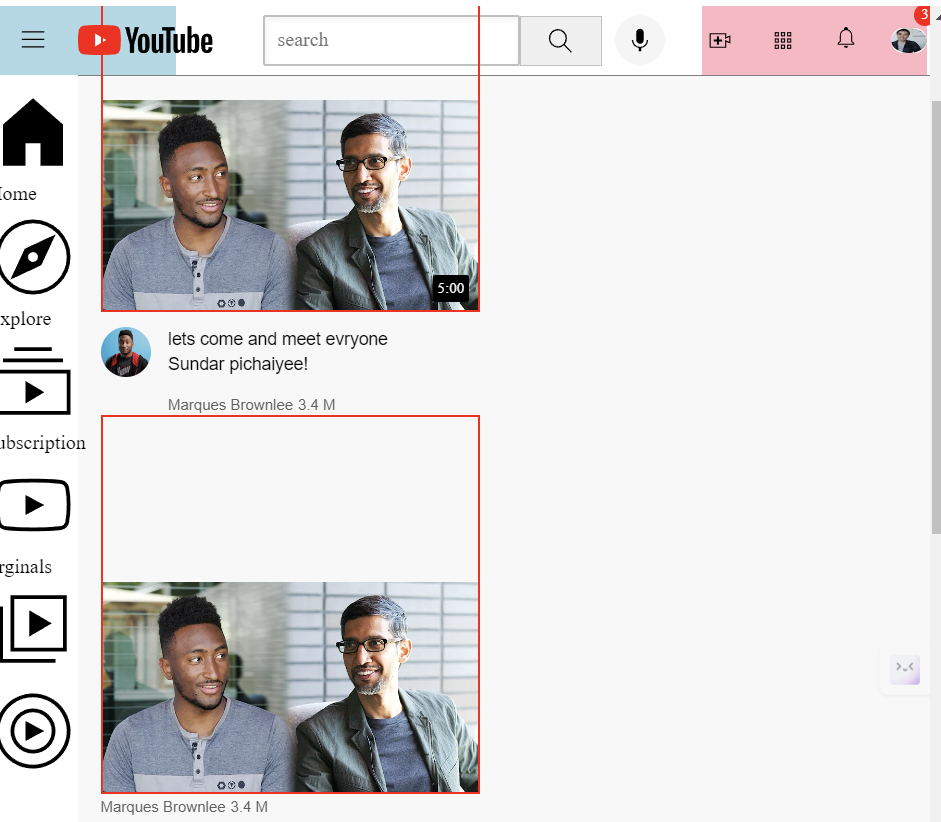 YouTube
search
3
ome
xplore
ubscription
rginals
5:00
lets come and meet evryone
Sundar pichaiyee!
Marques Brownlee 3.4 M
Marques Brownlee 3.4 M